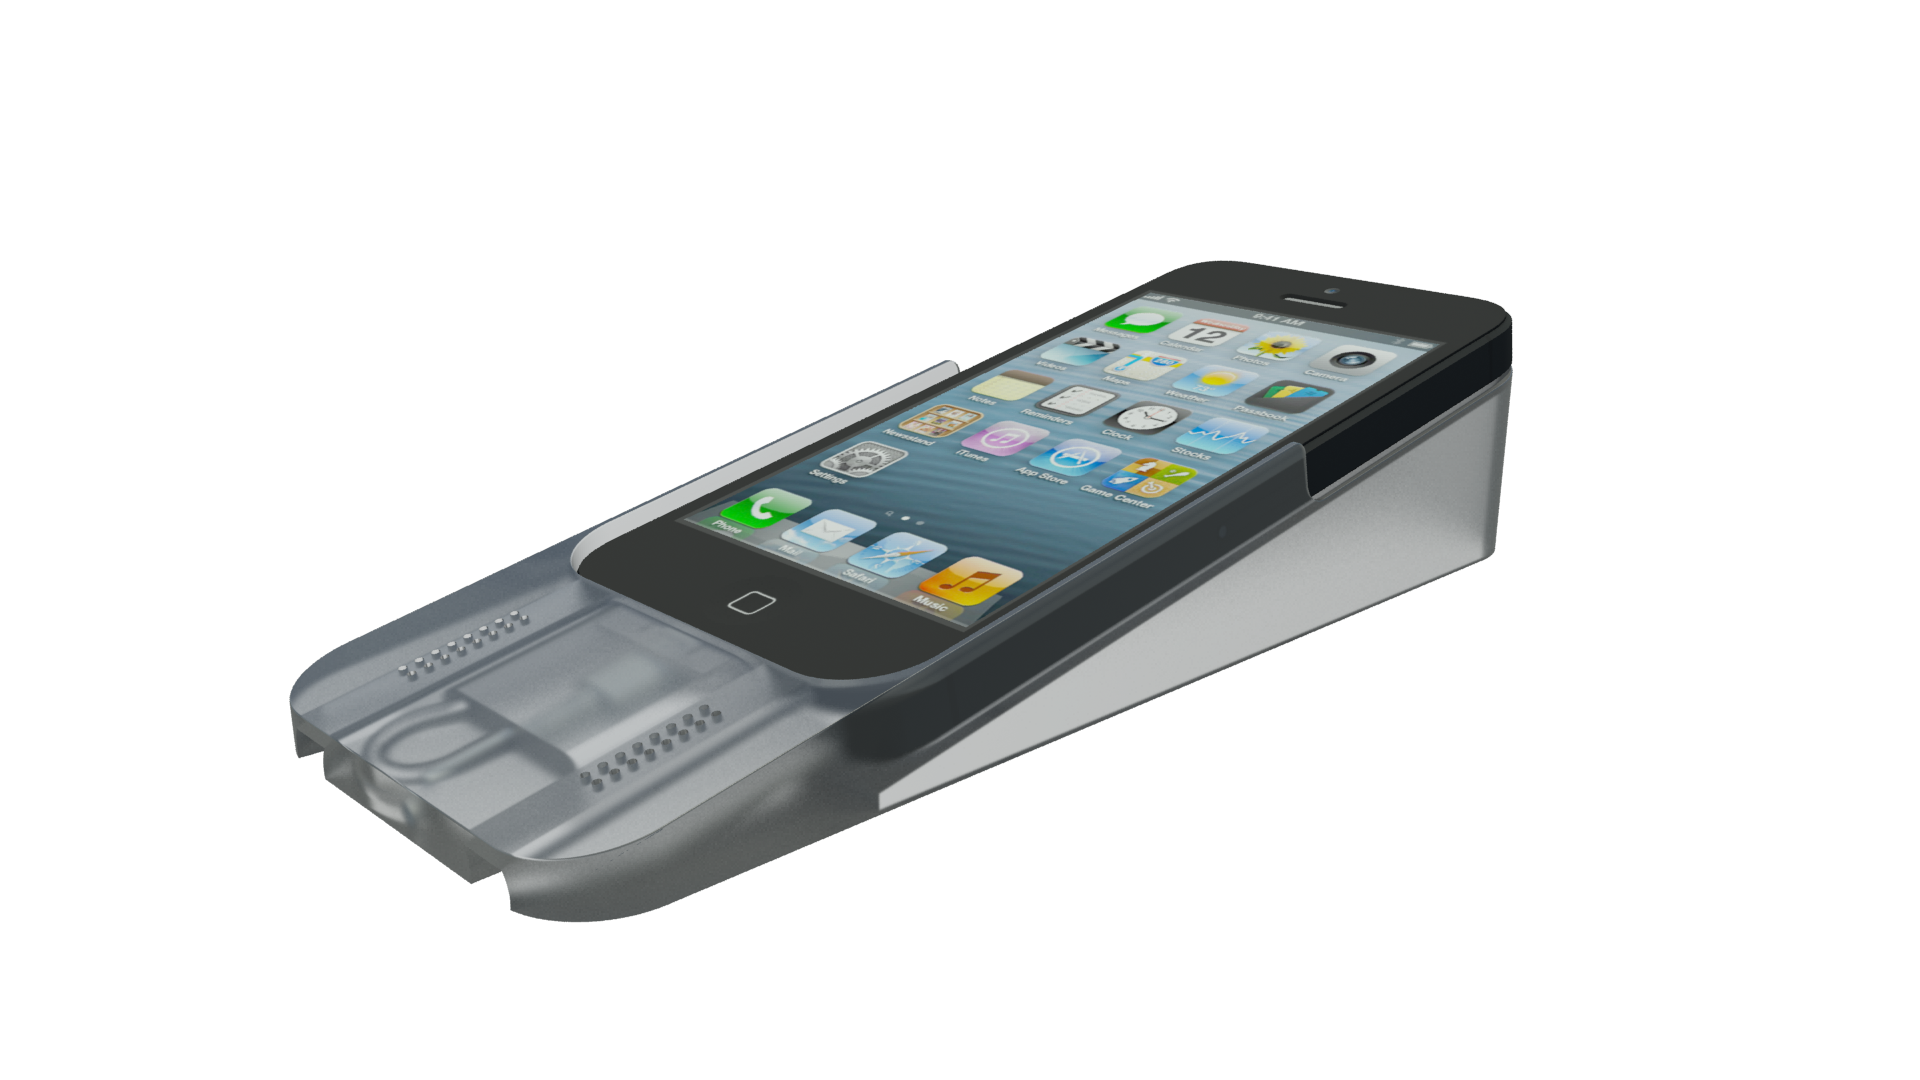 9:41 AM
Messages
Calendar
Photos
Camera
12
Videos
Maps
Weather
Passbook
Notes
Reminders
Clock
Stocks
Newsstand
iTunes
App Store
Game Center
Settings
Phone
Mail
Safari
Music